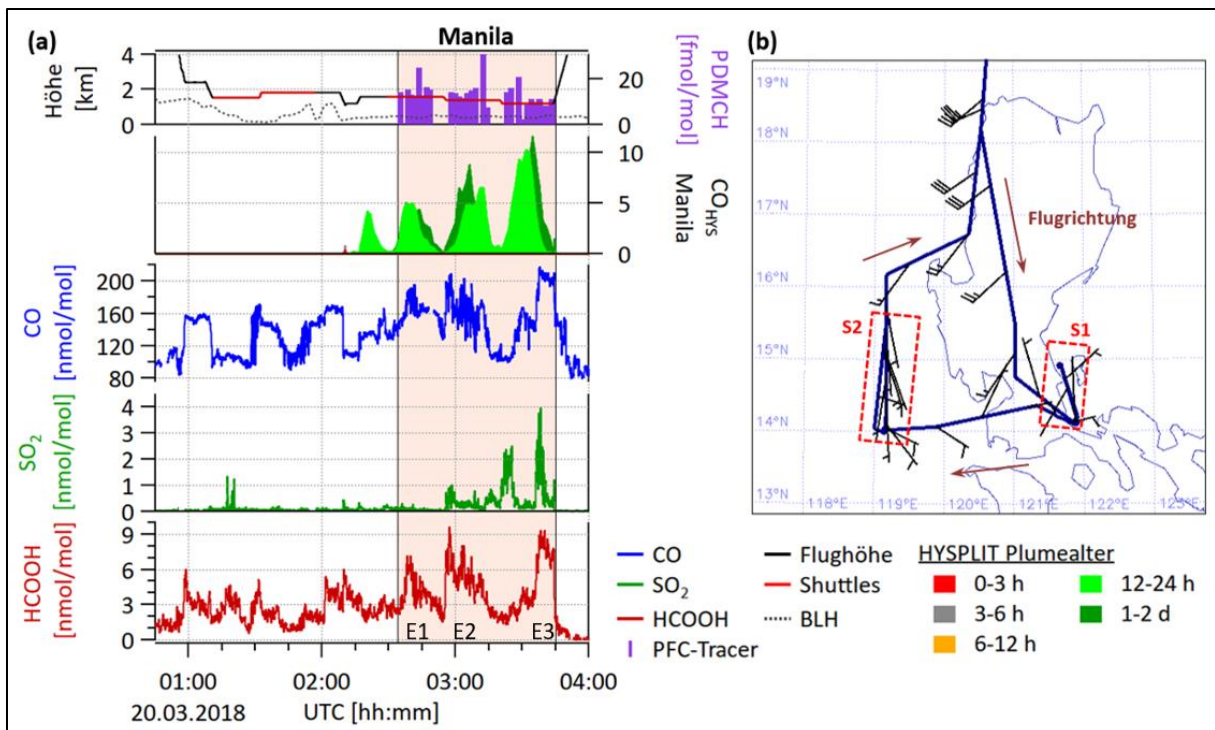 (a)
Manila
(b)
Höhe
[km]
4
2
0
20
0
PDMCH
[fmol/mol]
10
5
0
CO_HYS
Manila
CO
[nmol/mol]
200
160
120
80
SO₂
[nmol/mol]
4
3
2
1
0
HCOOH
[nmol/mol]
9
6
3
0
E1
E2
E3
01:00
02:00
03:00
04:00
20.03.2018
UTC [hh:mm]
19°N
18°N
17°N
16°N
15°N
14°N
13°N
118°E
119°E
120°E
121°E
122°E
123°E
Flugrichtung
S2
S1
CO
SO₂
HCOOH
PFC-Tracer
Flughöhe
Shuttles
BLH
HYSPLIT Plumealter
0-3 h
3-6 h
6-12 h
12-24 h
1-2 d